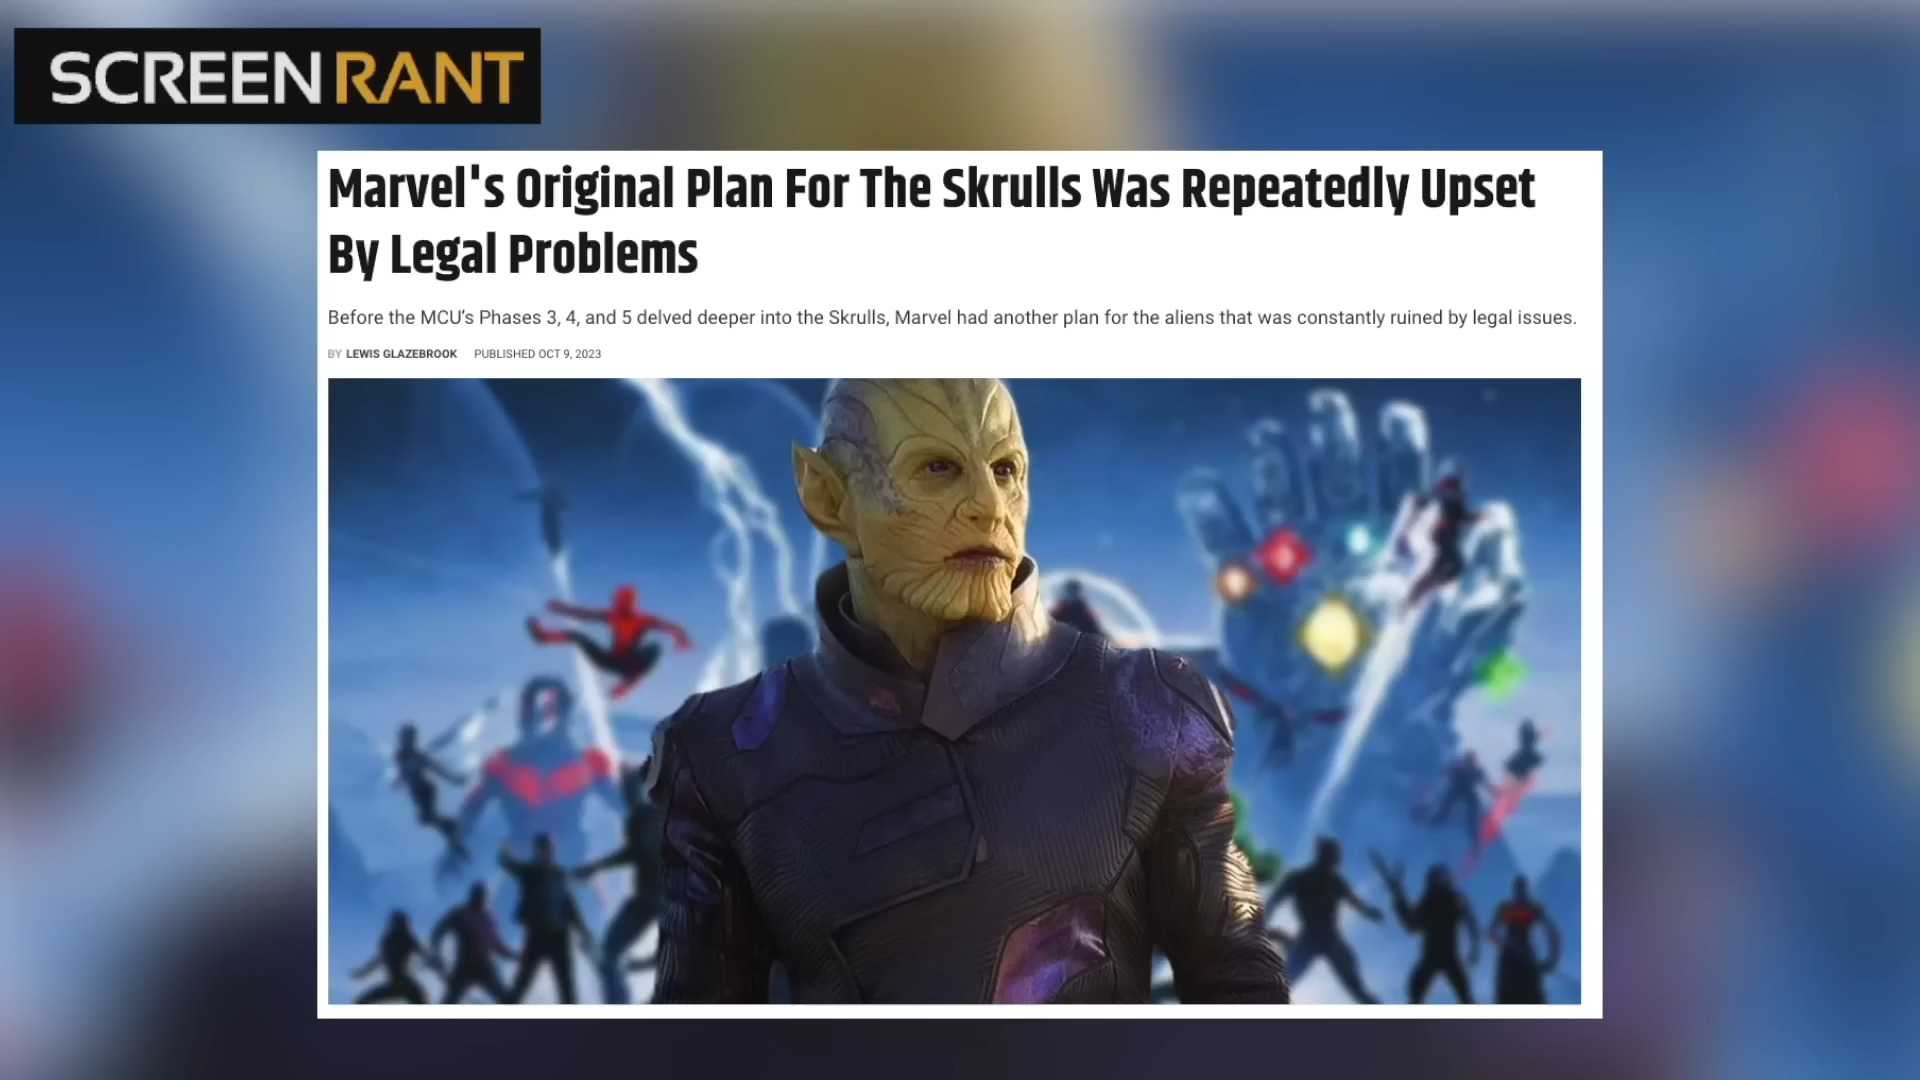 SCREENRANT
Marvel's Original Plan For The Skrulls Was Repeatedly Upset
By Legal Problems
Before the MCU’s Phases 3, 4, and 5 delved deeper into the Skrulls, Marvel had another plan for the aliens that was constantly ruined by legal issues.
BY LEWIS GLAZEBROOK PUBLISHED OCT 9, 2023